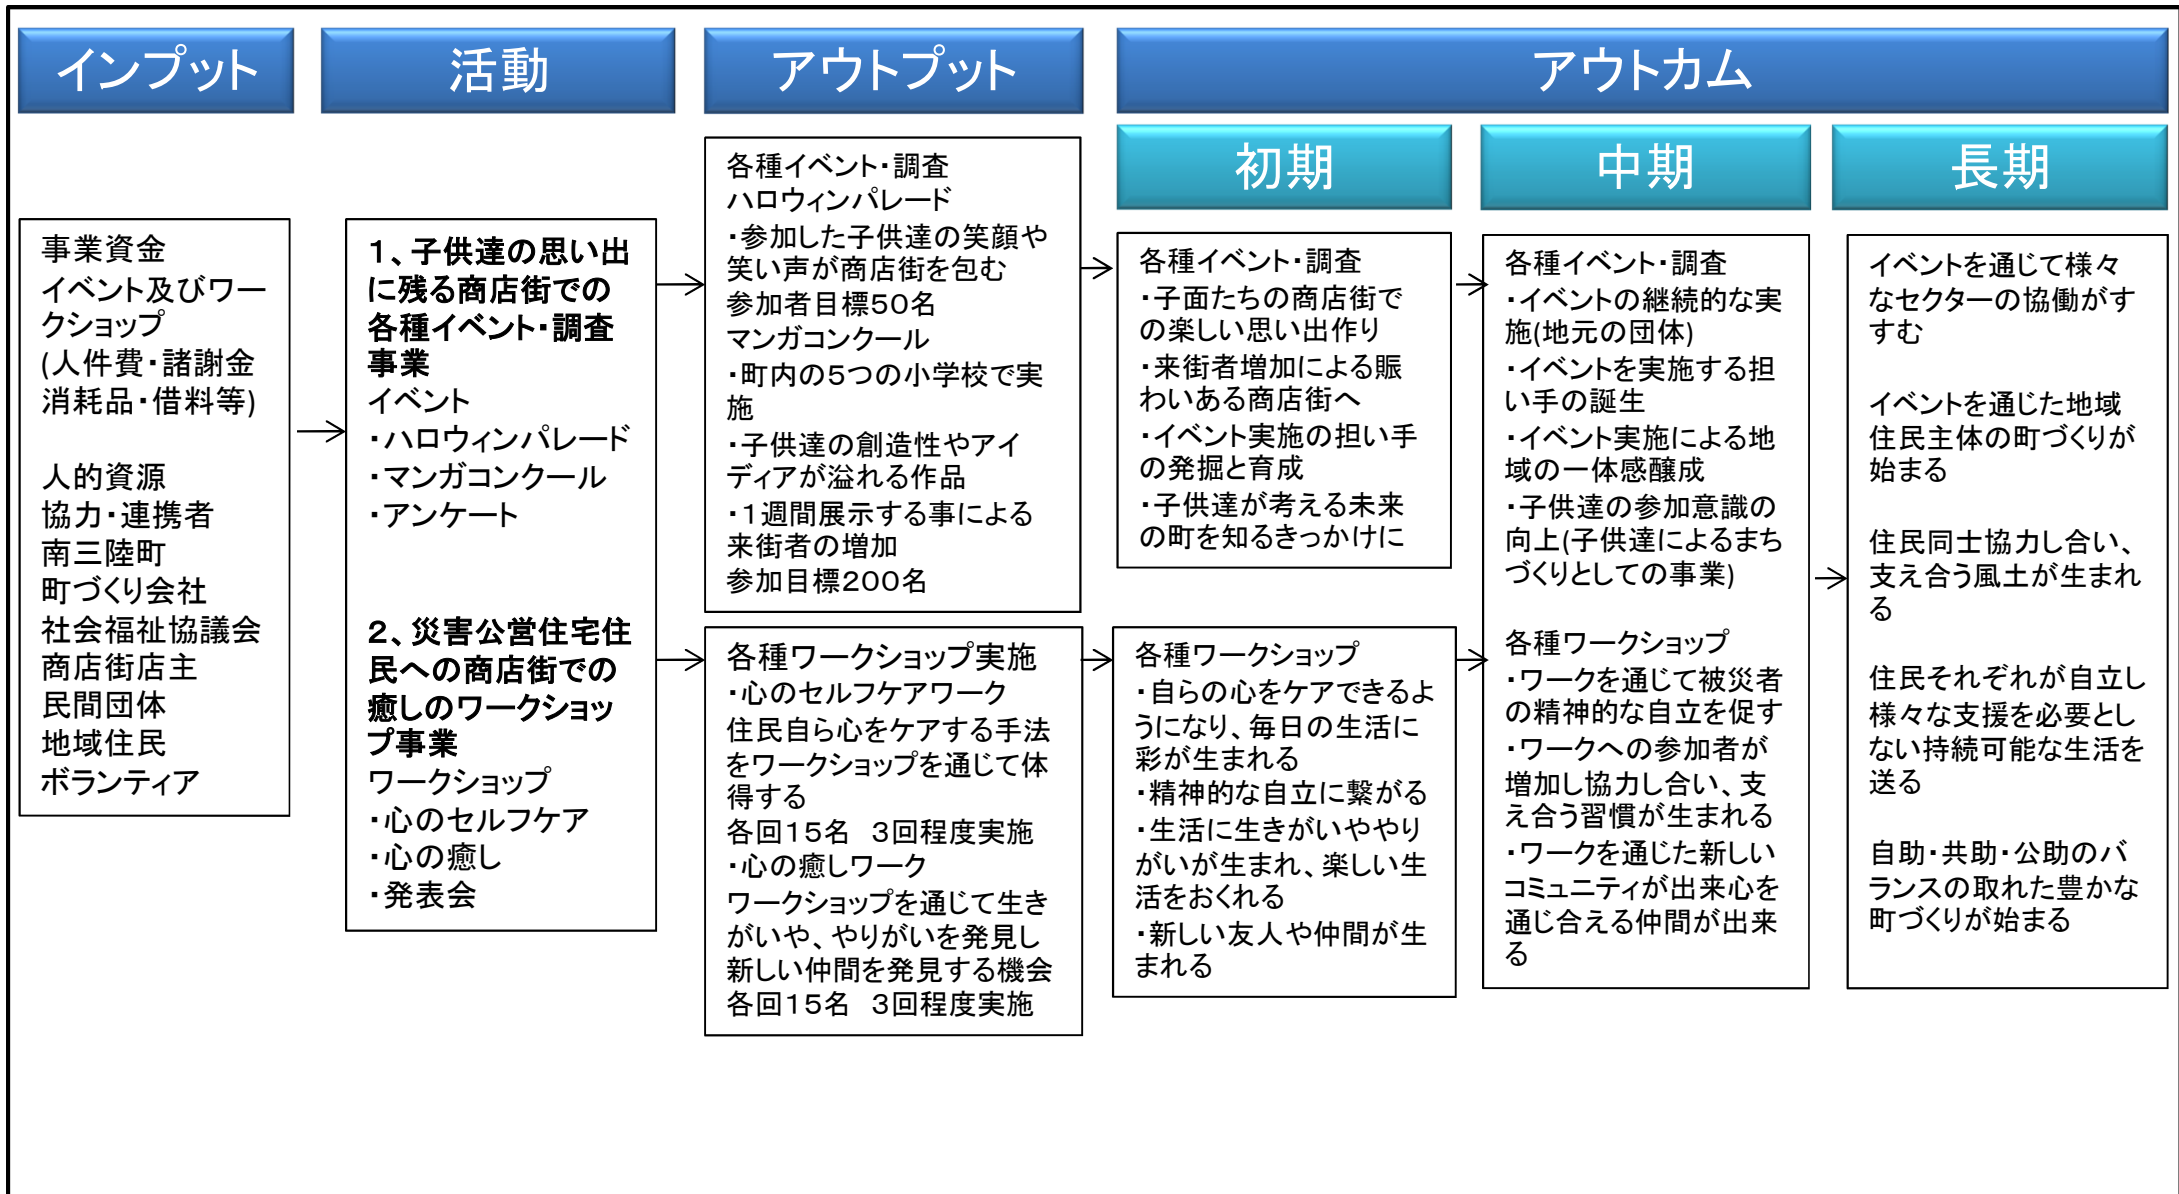 インプット
活動
アウトプット
アウトカム
初期
中期
長期
事業資金
イベント及びワー
クショップ
(人件費・諸謝金
消耗品・借料等)
人的資源
協力・連携者
南三陸町
町づくり会社
社会福祉協議会
商店街店主
民間団体
地域住民
ボランティア
１、子供達の思い出
に残る商店街での
各種イベント・調査
事業
イベント
・ハロウィンパレード
・マンガコンクール
・アンケート
２、災害公営住宅住
民への商店街での
癒しのワークショッ
プ事業
ワークショップ
・心のセルフケア
・心の癒し
・発表会
各種イベント・調査
ハロウィンパレード
・参加した子供達の笑顔や
笑い声が商店街を包む
参加者目標５０名
マンガコンクール
・町内の５つの小学校で実
施
・子供達の創造性やアイ
ディアが溢れる作品
・１週間展示する事による
来街者の増加
参加目標２００名
各種ワークショップ実施
・心のセルフケアワーク
住民自ら心をケアする手法
をワークショップを通じて体
得する
各回１５名　３回程度実施
・心の癒しワーク
ワークショップを通じて生き
がいや、やりがいを発見し
新しい仲間を発見する機会
各回１５名　３回程度実施
各種イベント・調査
・子面たちの商店街で
の楽しい思い出作り
・来街者増加による賑
わいある商店街へ
・イベント実施の担い手
の発掘と育成
・子供達が考える未来
の町を知るきっかけに
各種ワークショップ
・自らの心をケアできるよ
うになり、毎日の生活に
彩が生まれる
・精神的な自立に繋がる
・生活に生きがいややり
がいが生まれ、楽しい生
活をおくれる
・新しい友人や仲間が生
まれる
各種イベント・調査
・イベントの継続的な実
施(地元の団体)
・イベントを実施する担
い手の誕生
・イベント実施による地
域の一体感醸成
・子供達の参加意識の
向上(子供達によるまち
づくりとしての事業)
各種ワークショップ
・ワークを通じて被災者
の精神的な自立を促す
・ワークへの参加者が
増加し協力し合い、支
え合う習慣が生まれる
・ワークを通じた新しい
コミュニティが出来心を
通じ合える仲間が出来
る
イベントを通じて様々
なセクターの協働がす
すむ
イベントを通じた地域
住民主体の町づくりが
始まる
住民同士協力し合い、
支え合う風土が生まれ
る
住民それぞれが自立し
様々な支援を必要とし
ない持続可能な生活を
送る
自助・共助・公助のバ
ランスの取れた豊かな
町づくりが始まる